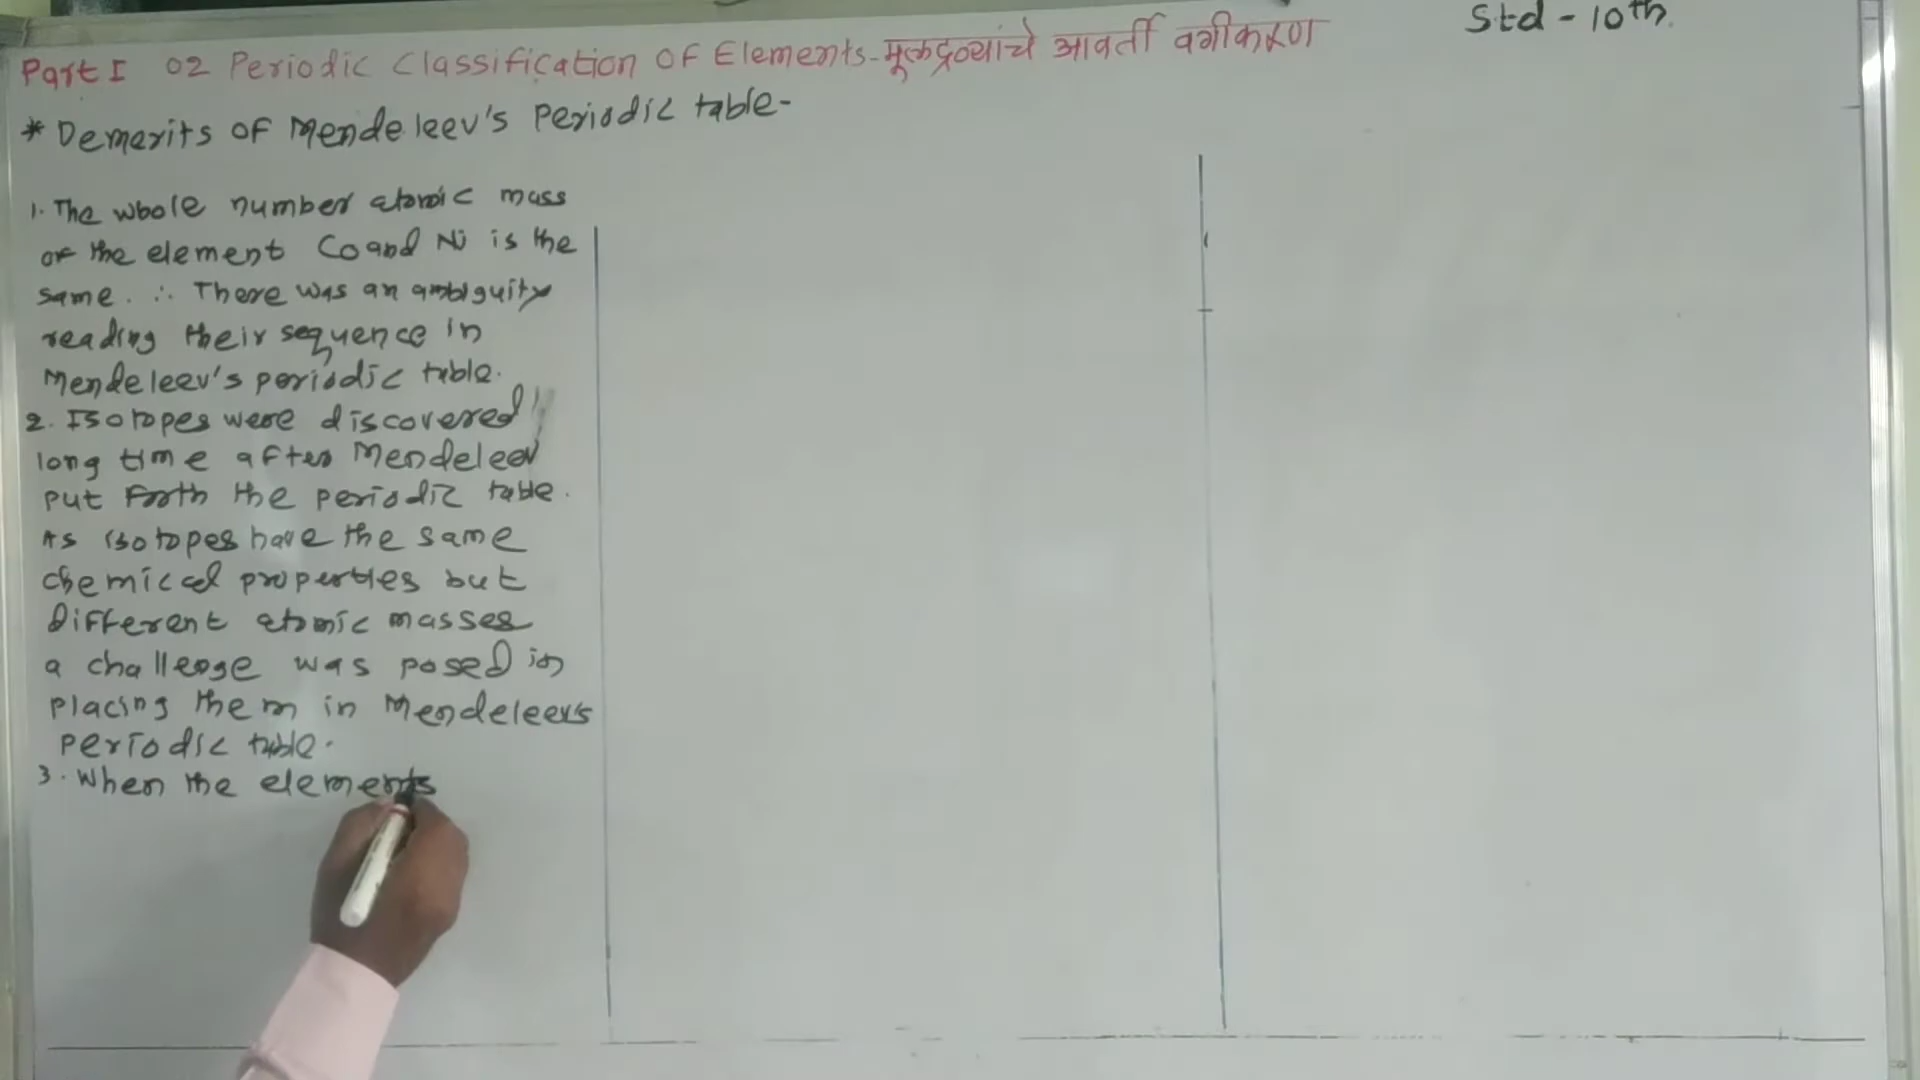 Std - 10th.
Part I 02 Periodic Classification Of Elements - मूलद्रव्यांचे आवर्ती वर्गीकरण
* Demerits of Mendeleev's Periodic table -
1. The whole number atomic mass
of the element Co and Ni is the
same. ∴ There was an ambiguity
reading their sequence in
Mendeleev's periodic table.
2. Isotopes were discovered
long time after Mendeleev
put forth the periodic table.
As isotopes have the same
chemical properties but
different atomic masses
a challenge was posed in
placing them in Mendeleev's
periodic table.
3. When the elements